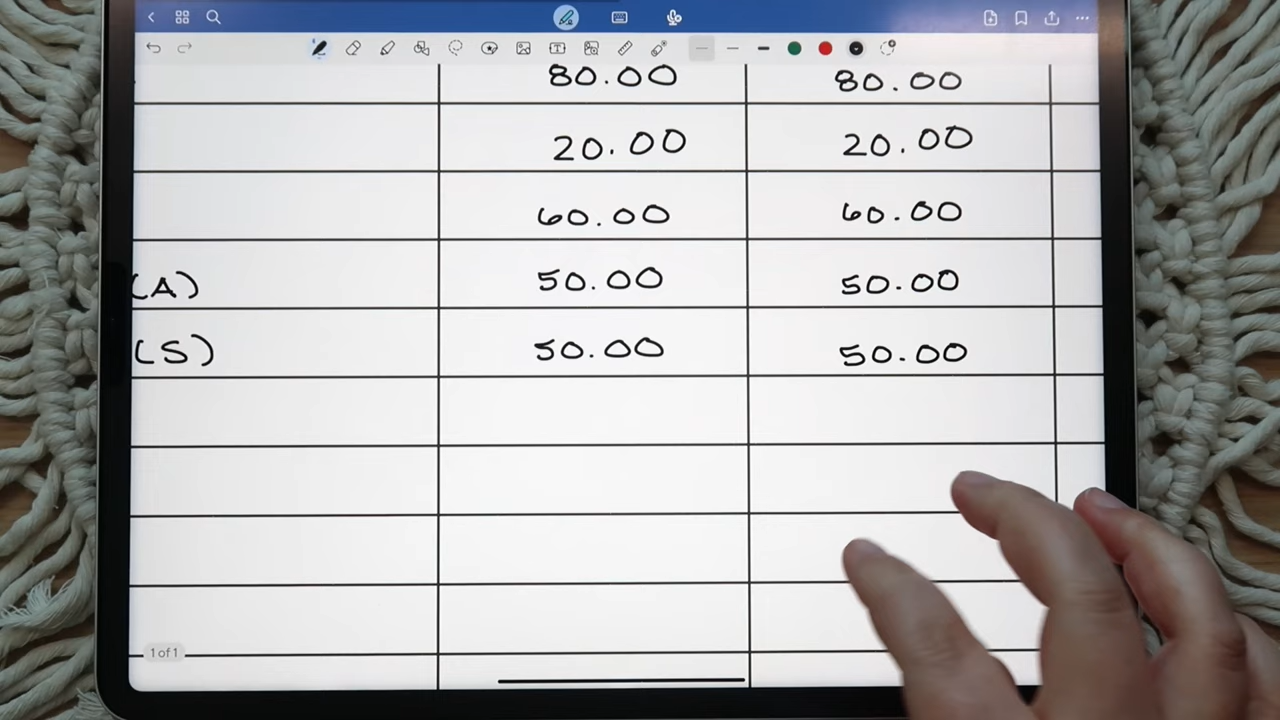 80.00 80.00
20.00 20.00
60.00 60.00
(A) 50.00 50.00
(S) 50.00 50.00
1 of 1